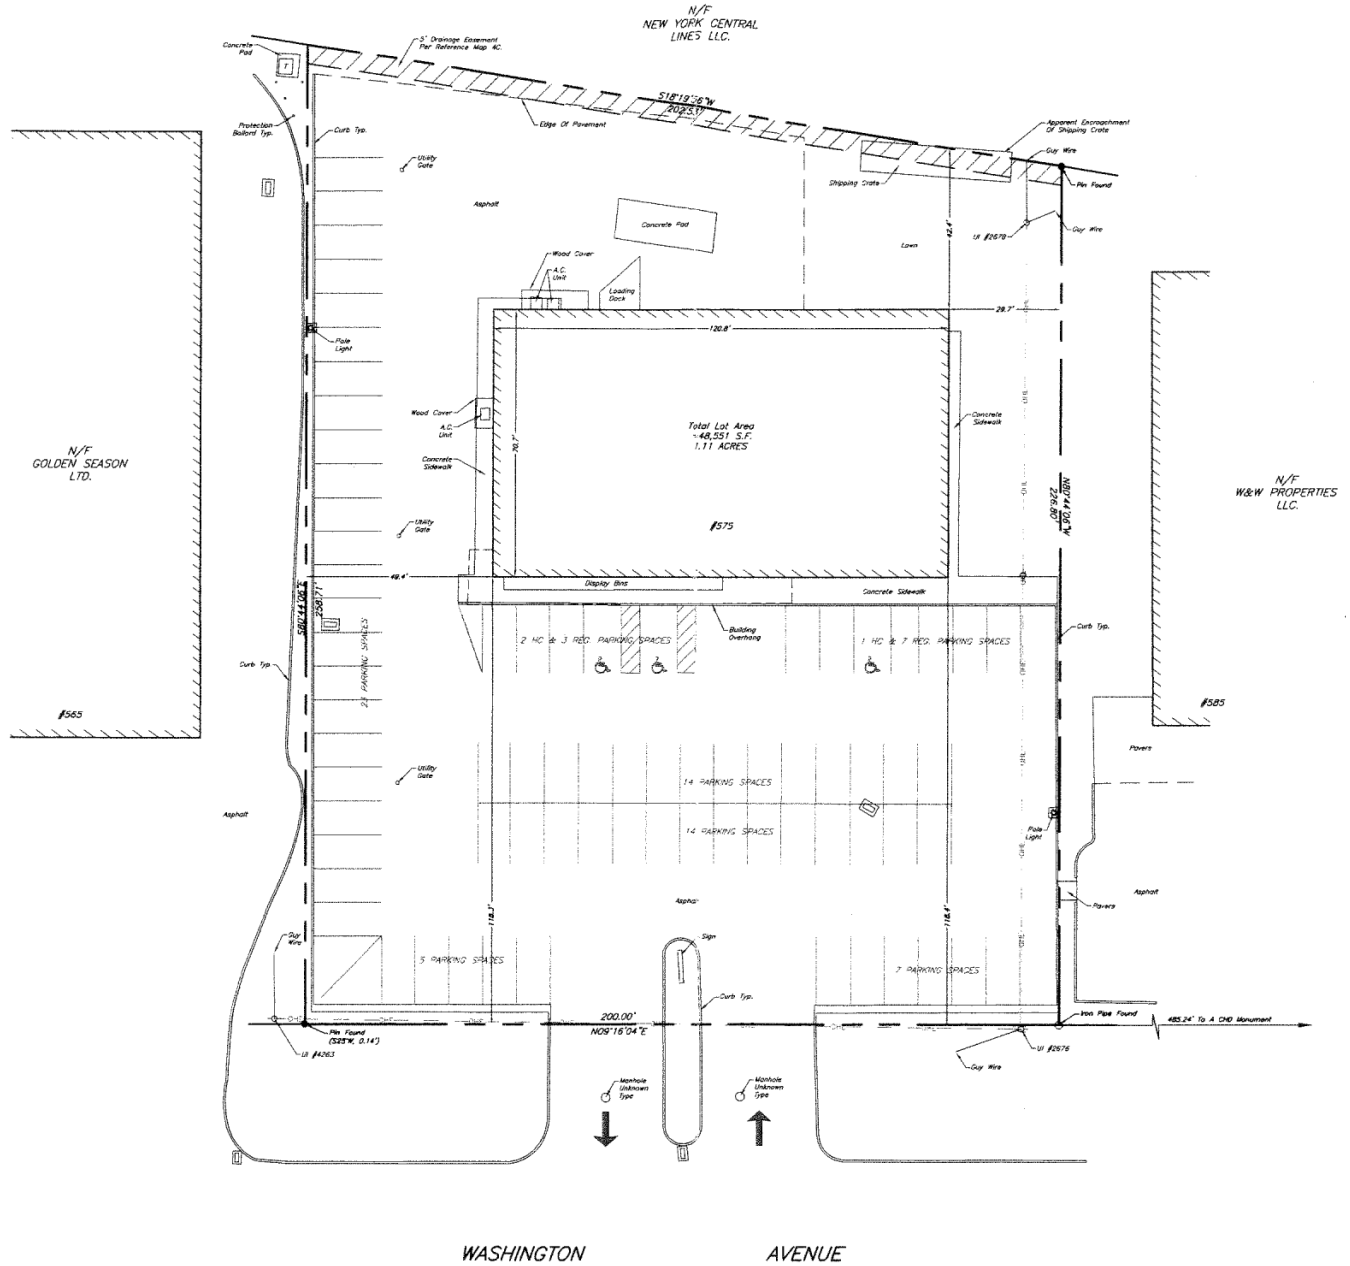 N/F
NEW YORK CENTRAL
LINES LLC.
Concrete
Pad
5' Drainage Easement
Per Reference Map 4C.
T
S18°19'36"W
202.53'
Protection
Bollard Typ.
Curb Typ.
Edge Of Pavement
Apparent Encroachment
Of Shipping Crate
Guy Wire
Utility
Gate
Shipping Crate
Pin Found
Asphalt
Concrete Pad
42.4'
UI #2678
Guy Wire
Lawn
Wood Cover
A.C.
Unit
Loading
Dock
29.7'
120.8'
Pole
Light
Wood Cover
A.C.
Unit
Concrete
Sidewalk
70.7'
Total Lot Area
48,551 S.F.
1.11 ACRES
Concrete
Sidewalk
OHL
N/F
GOLDEN SEASON
LTD.
N/F
W&W PROPERTIES
LLC.
N80°44'06"W
226.80'
Utility
Gate
#575
49.4'
Display Bins
Concrete Sidewalk
S80°44'06"E
258.71'
Building
Overhang
Curb Typ.
2 HC & 3 REG. PARKING SPACES
1 HC & 7 REG. PARKING SPACES
OHL
Curb Typ.
23 PARKING SPACES
#565
#585
Utility
Gate
Pavers
OHL
14 PARKING SPACES
14 PARKING SPACES
Asphalt
Pole
Light
OHL
Asphalt
Pavers
Asphalt
118.3'
118.4'
Guy
Wire
Sign
OHL
5 PARKING SPACES
7 PARKING SPACES
Curb Typ.
200.00'
N09°16'04"E
Pin Found
(S25°W, 0.14')
UI #4263
Iron Pipe Found
485.24' To A CHD Monument
UI #2676
Guy Wire
Manhole
Unknown
Type
Manhole
Unknown
Type
WASHINGTON AVENUE